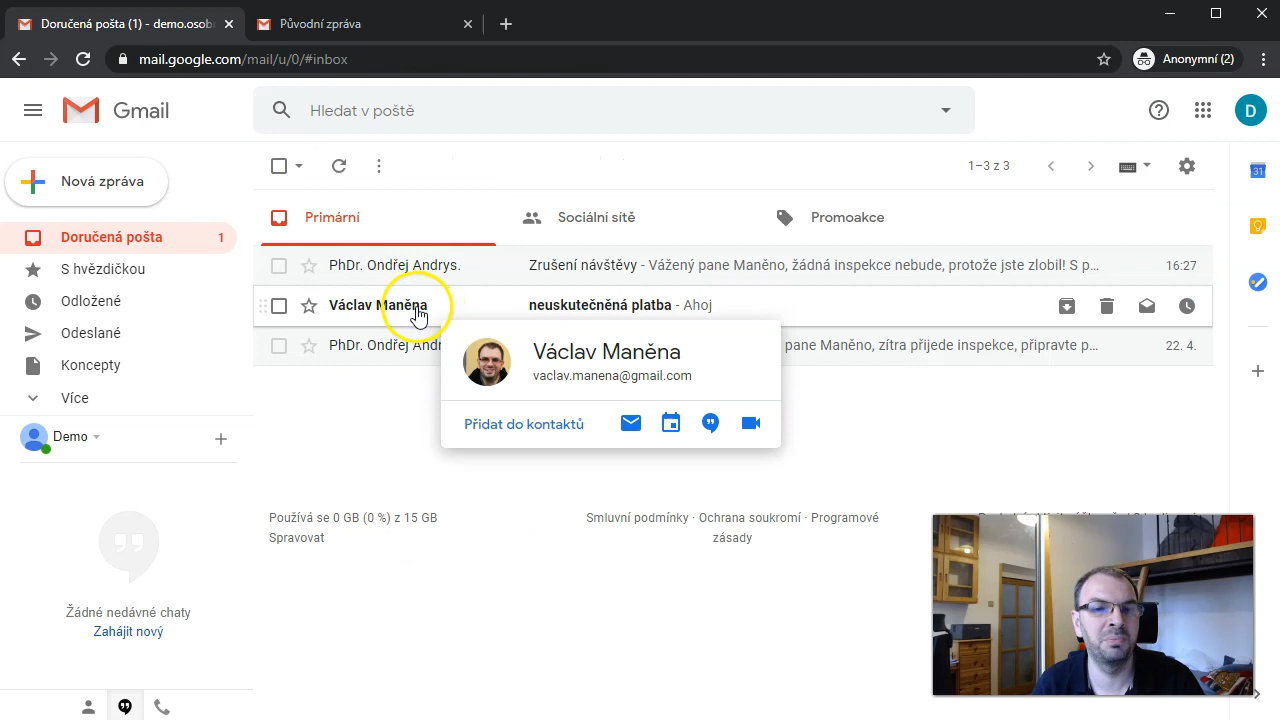 Doručená pošta (1) - demo.osob
Původní zpráva
mail.google.com/mail/u/0/#inbox
Anonymní (2)
Gmail
Hledat v poště
D
Nová zpráva
1–3 z 3
31
Primární
Sociální sítě
Promoakce
Doručená pošta 1
S hvězdičkou
Odložené
Odeslané
Koncepty
Více
PhDr. Ondřej Andrys. Zrušení návštěvy - Vážený pane Maněno, žádná inspekce nebude, protože jste zlobil! S p... 16:27
Václav Maněna neuskutečněná platba - Ahoj
PhDr. Ondřej Andr pane Maněno, zítra přijede inspekce, připravte p... 22. 4.
Václav Maněna
vaclav.manena@gmail.com
Přidat do kontaktů
Demo
Používá se 0 GB (0 %) z 15 GB
Spravovat
Smluvní podmínky · Ochrana soukromí · Programové
zásady
Žádné nedávné chaty
Zahájit nový